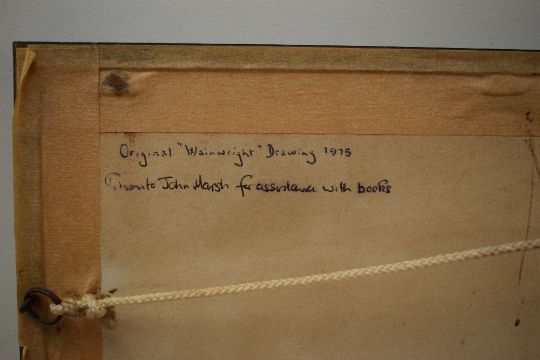 Original "Wainwright" Drawing 1975
Given to John Marsh for assistance with books